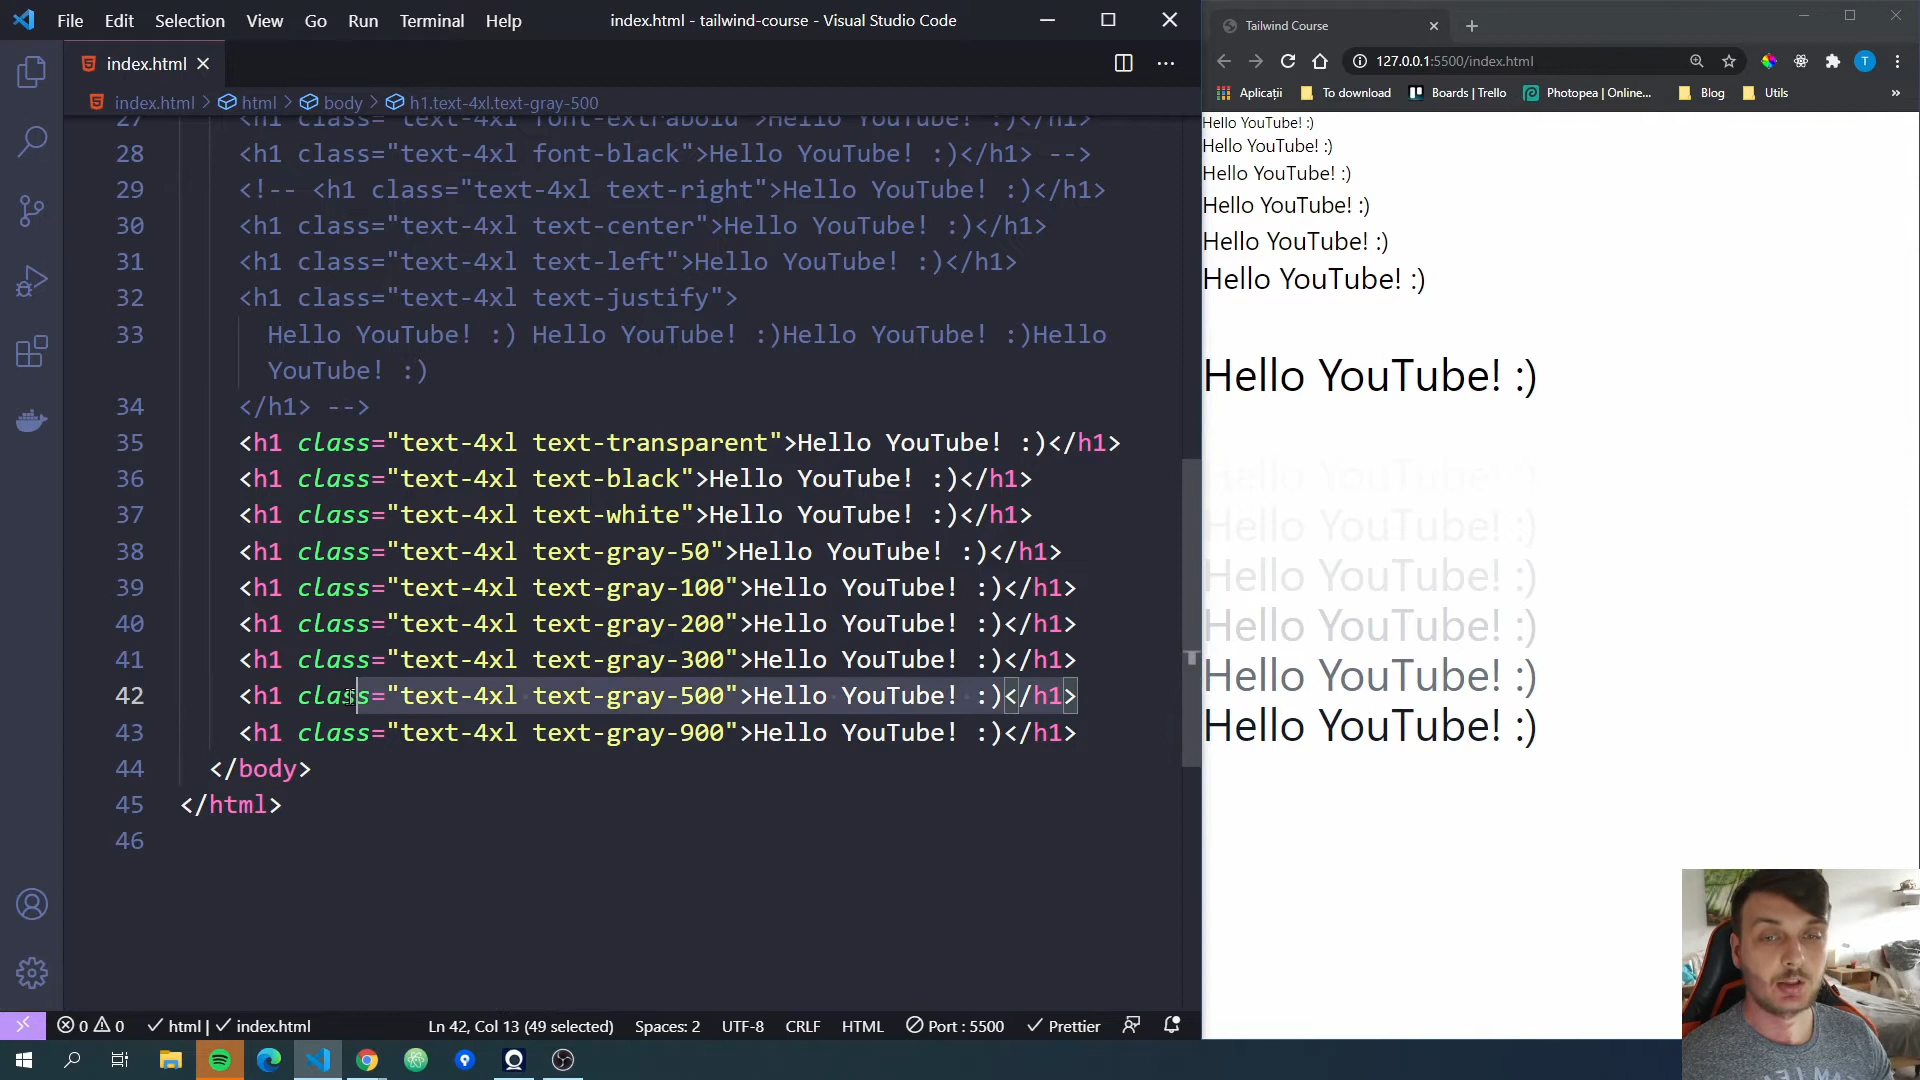 File Edit Selection View Go Run Terminal Help
index.html - tailwind-course - Visual Studio Code
index.html
index.html > html > body > h1.text-4xl.text-gray-500
27 <h1 class="text-4xl font-extrabold">Hello YouTube! :)</h1>
28 <h1 class="text-4xl font-black">Hello YouTube! :)</h1> -->
29 <!-- <h1 class="text-4xl text-right">Hello YouTube! :)</h1>
30 <h1 class="text-4xl text-center">Hello YouTube! :)</h1>
31 <h1 class="text-4xl text-left">Hello YouTube! :)</h1>
32 <h1 class="text-4xl text-justify">
33 Hello YouTube! :) Hello YouTube! :)Hello YouTube! :)Hello
YouTube! :)
34 </h1> -->
35 <h1 class="text-4xl text-transparent">Hello YouTube! :)</h1>
36 <h1 class="text-4xl text-black">Hello YouTube! :)</h1>
37 <h1 class="text-4xl text-white">Hello YouTube! :)</h1>
38 <h1 class="text-4xl text-gray-50">Hello YouTube! :)</h1>
39 <h1 class="text-4xl text-gray-100">Hello YouTube! :)</h1>
40 <h1 class="text-4xl text-gray-200">Hello YouTube! :)</h1>
41 <h1 class="text-4xl text-gray-300">Hello YouTube! :)</h1>
42 <h1 class="text-4xl text-gray-500">Hello YouTube! :)</h1>
43 <h1 class="text-4xl text-gray-900">Hello YouTube! :)</h1>
44 </body>
45 </html>
46
0 0 html | index.html
Ln 42, Col 13 (49 selected) Spaces: 2 UTF-8 CRLF HTML Port : 5500 Prettier
Tailwind Course
127.0.0.1:5500/index.html
T
Aplicații To download Boards | Trello Photopea | Online... Blog Utils »
Hello YouTube! :)
Hello YouTube! :)
Hello YouTube! :)
Hello YouTube! :)
Hello YouTube! :)
Hello YouTube! :)
Hello YouTube! :)
Hello YouTube! :)
Hello YouTube! :)
Hello YouTube! :)
Hello YouTube! :)
Hello YouTube! :)
Hello YouTube! :)